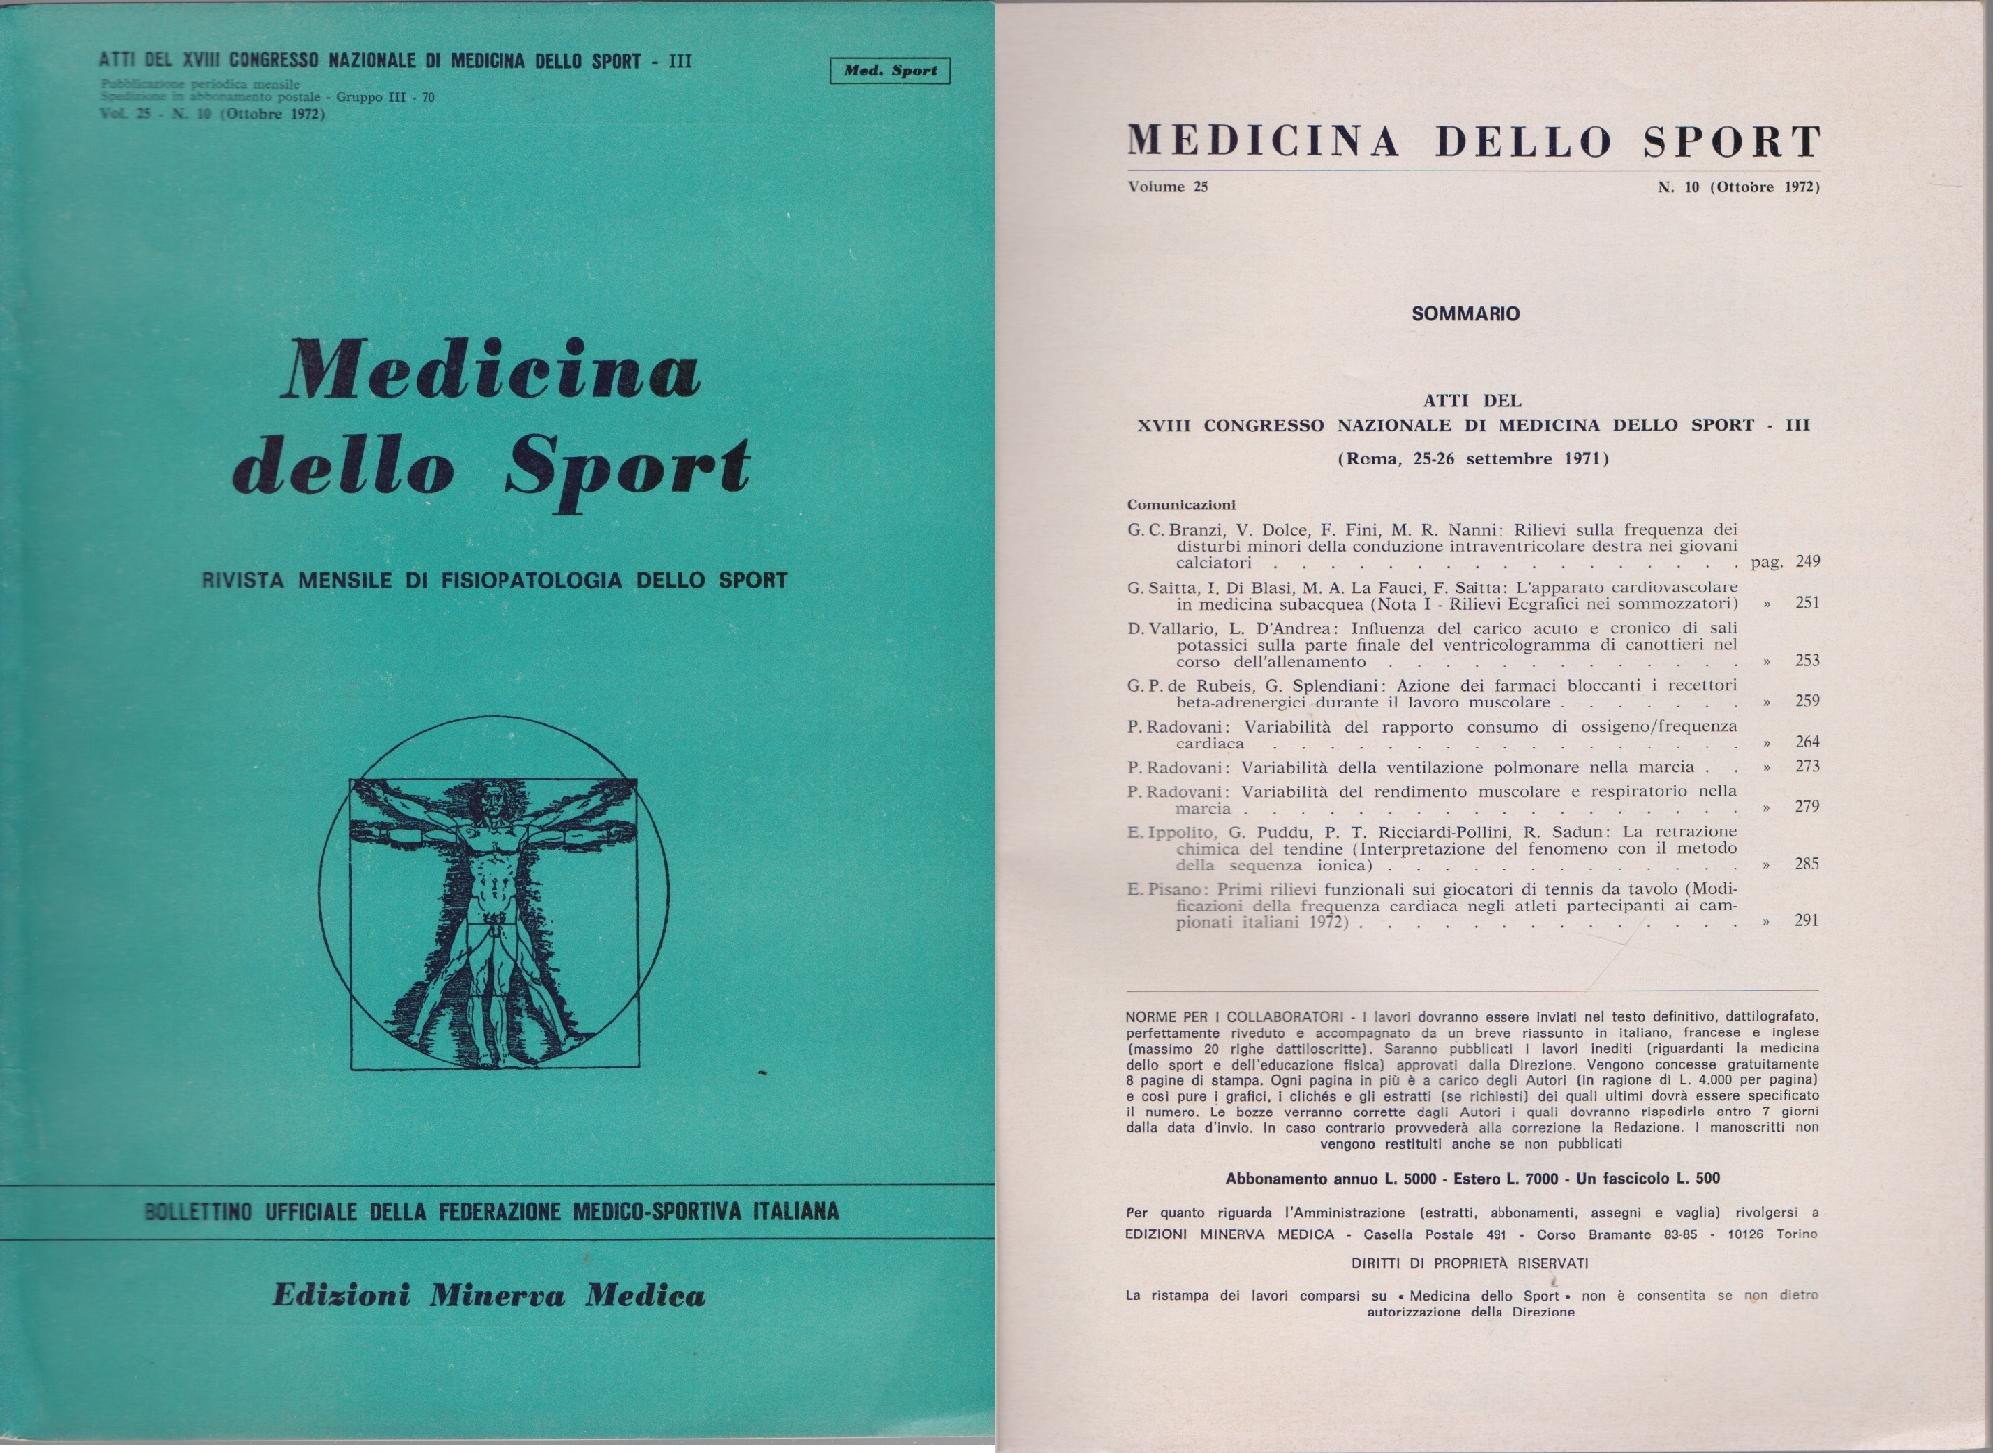 ATTI DEL XVIII CONGRESSO NAZIONALE DI MEDICINA DELLO SPORT - III
Pubblicazione periodica mensile
Spedizione in abbonamento postale - Gruppo III - 70
Vol. 25 - N. 10 (Ottobre 1972)
Med. Sport
Medicina
dello Sport
RIVISTA MENSILE DI FISIOPATOLOGIA DELLO SPORT
BOLLETTINO UFFICIALE DELLA FEDERAZIONE MEDICO-SPORTIVA ITALIANA
Edizioni Minerva Medica
MEDICINA DELLO SPORT
Volume 25 N. 10 (Ottobre 1972)
SOMMARIO
ATTI DEL
XVIII CONGRESSO NAZIONALE DI MEDICINA DELLO SPORT - III
(Roma, 25-26 settembre 1971)
Comunicazioni
G. C. Branzi, V. Dolce, F. Fini, M. R. Nanni: Rilievi sulla frequenza dei
disturbi minori della conduzione intraventricolare destra nei giovani
calciatori . . . . . . . . . . . . . . . . . pag. 249
G. Saitta, I. Di Blasi, M. A. La Fauci, F. Saitta: L'apparato cardiovascolare
in medicina subacquea (Nota I - Rilievi Ecgrafici nei sommozzatori) » 251
D. Vallario, L. D'Andrea: Influenza del carico acuto e cronico di sali
potassici sulla parte finale del ventricologramma di canottieri nel
corso dell'allenamento . . . . . . . . . . . . . » 253
G. P. de Rubeis, G. Splendiani: Azione dei farmaci bloccanti i recettori
beta-adrenergici durante il lavoro muscolare . . . . . . . » 259
P. Radovani: Variabilità del rapporto consumo di ossigeno/frequenza
cardiaca . . . . . . . . . . . . . . . . . » 264
P. Radovani: Variabilità della ventilazione polmonare nella marcia . . » 273
P. Radovani: Variabilità del rendimento muscolare e respiratorio nella
marcia . . . . . . . . . . . . . . . . . . » 279
E. Ippolito, G. Puddu, P. T. Ricciardi-Pollini, R. Sadun: La retrazione
chimica del tendine (Interpretazione del fenomeno con il metodo
della sequenza ionica) . . . . . . . . . . . . . » 285
E. Pisano: Primi rilievi funzionali sui giocatori di tennis da tavolo (Modi-
ficazioni della frequenza cardiaca negli atleti partecipanti ai cam-
pionati italiani 1972) . . . . . . . . . . . . . . » 291
NORME PER I COLLABORATORI - I lavori dovranno essere inviati nel testo definitivo, dattilografato,
perfettamente riveduto e accompagnato da un breve riassunto in italiano, francese e inglese
(massimo 20 righe dattiloscritte). Saranno pubblicati i lavori inediti (riguardanti la medicina
dello sport e dell'educazione fisica) approvati dalla Direzione. Vengono concesse gratuitamente
8 pagine di stampa. Ogni pagina in più è a carico degli Autori (in ragione di L. 4.000 per pagina)
e così pure i grafici, i clichés e gli estratti (se richiesti) dei quali ultimi dovrà essere specificato
il numero. Le bozze verranno corrette dagli Autori i quali dovranno rispedirle entro 7 giorni
dalla data d'invio. In caso contrario provvederà alla correzione la Redazione. I manoscritti non
vengono restituiti anche se non pubblicati
Abbonamento annuo L. 5000 - Estero L. 7000 - Un fascicolo L. 500
Per quanto riguarda l'Amministrazione (estratti, abbonamenti, assegni e vaglia) rivolgersi a
EDIZIONI MINERVA MEDICA - Casella Postale 491 - Corso Bramante 83-85 - 10126 Torino
DIRITTI DI PROPRIETÀ RISERVATI
La ristampa dei lavori comparsi su « Medicina dello Sport » non è consentita se non dietro
autorizzazione della Direzione